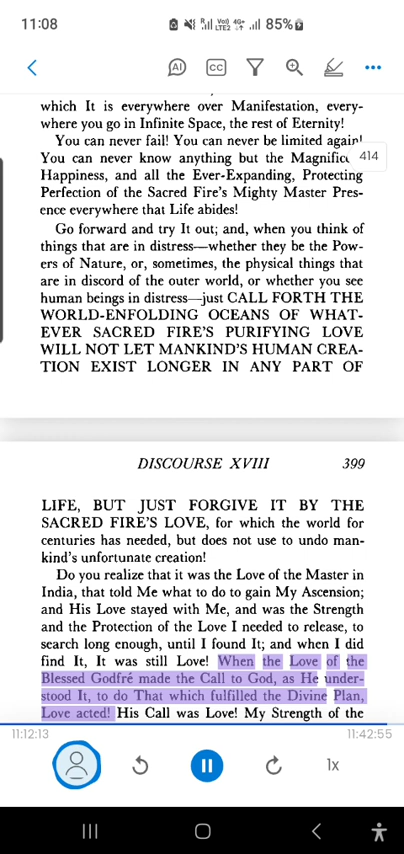 11:08
85%
AI
CC
which It is everywhere over Manifestation, every-
where you go in Infinite Space, the rest of Eternity!
You can never fail! You can never be limited again!
You can never know anything but the Magnific
414
Happiness, and all the Ever-Expanding, Protecting
Perfection of the Sacred Fire's Mighty Master Pres-
ence everywhere that Life abides!
Go forward and try It out; and, when you think of
things that are in distress—whether they be the Pow-
ers of Nature, or, sometimes, the physical things that
are in discord of the outer world, or whether you see
human beings in distress—just CALL FORTH THE
WORLD-ENFOLDING OCEANS OF WHAT-
EVER SACRED FIRE'S PURIFYING LOVE
WILL NOT LET MANKIND'S HUMAN CREA-
TION EXIST LONGER IN ANY PART OF
DISCOURSE XVIII 399
LIFE, BUT JUST FORGIVE IT BY THE
SACRED FIRE'S LOVE, for which the world for
centuries has needed, but does not use to undo man-
kind's unfortunate creation!
Do you realize that it was the Love of the Master in
India, that told Me what to do to gain My Ascension;
and His Love stayed with Me, and was the Strength
and the Protection of the Love I needed to release, to
search long enough, until I found It; and when I did
find It, It was still Love! When the Love of the
Blessed Godfré made the Call to God, as He under-
stood It, to do That which fulfilled the Divine Plan,
Love acted! His Call was Love! My Strength of the
11:12:13 11:42:55
1x